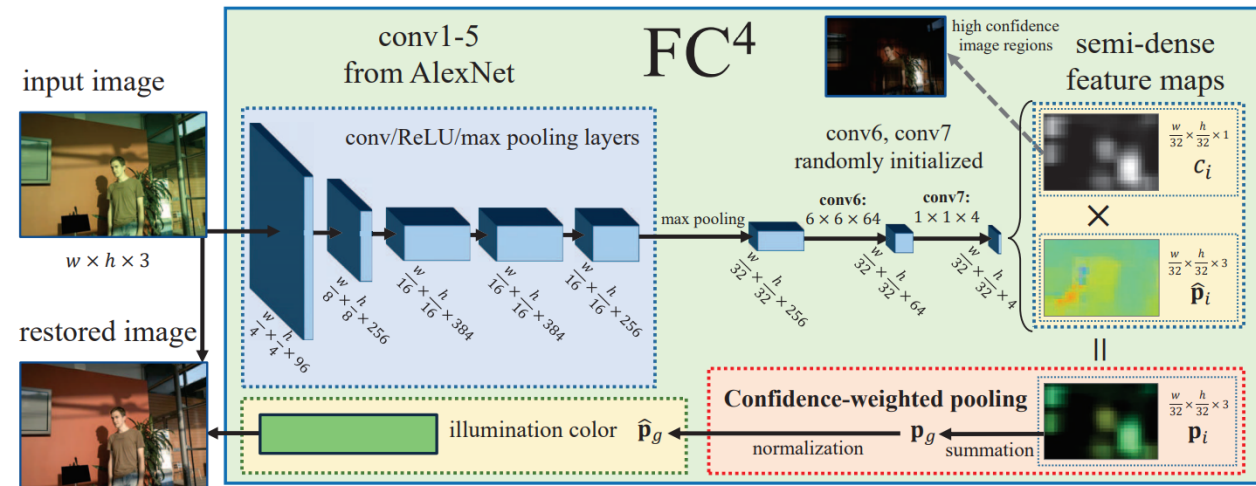 FC⁴
input image
w × h × 3
restored image
conv1-5
from AlexNet
conv/ReLU/max pooling layers
w/4 × h/4 × 96
w/8 × h/8 × 256
w/16 × h/16 × 384
w/16 × h/16 × 384
w/16 × h/16 × 256
max pooling
w/32 × h/32 × 256
conv6, conv7
randomly initialized
conv6:
6 × 6 × 64
w/32 × h/32 × 64
conv7:
1 × 1 × 4
w/32 × h/32 × 4
high confidence
image regions
semi-dense
feature maps
w/32 × h/32 × 1
cᵢ
×
w/32 × h/32 × 3
p̂ᵢ
=
w/32 × h/32 × 3
pᵢ
Confidence-weighted pooling
summation
p_g
normalization
p̂_g
illumination color